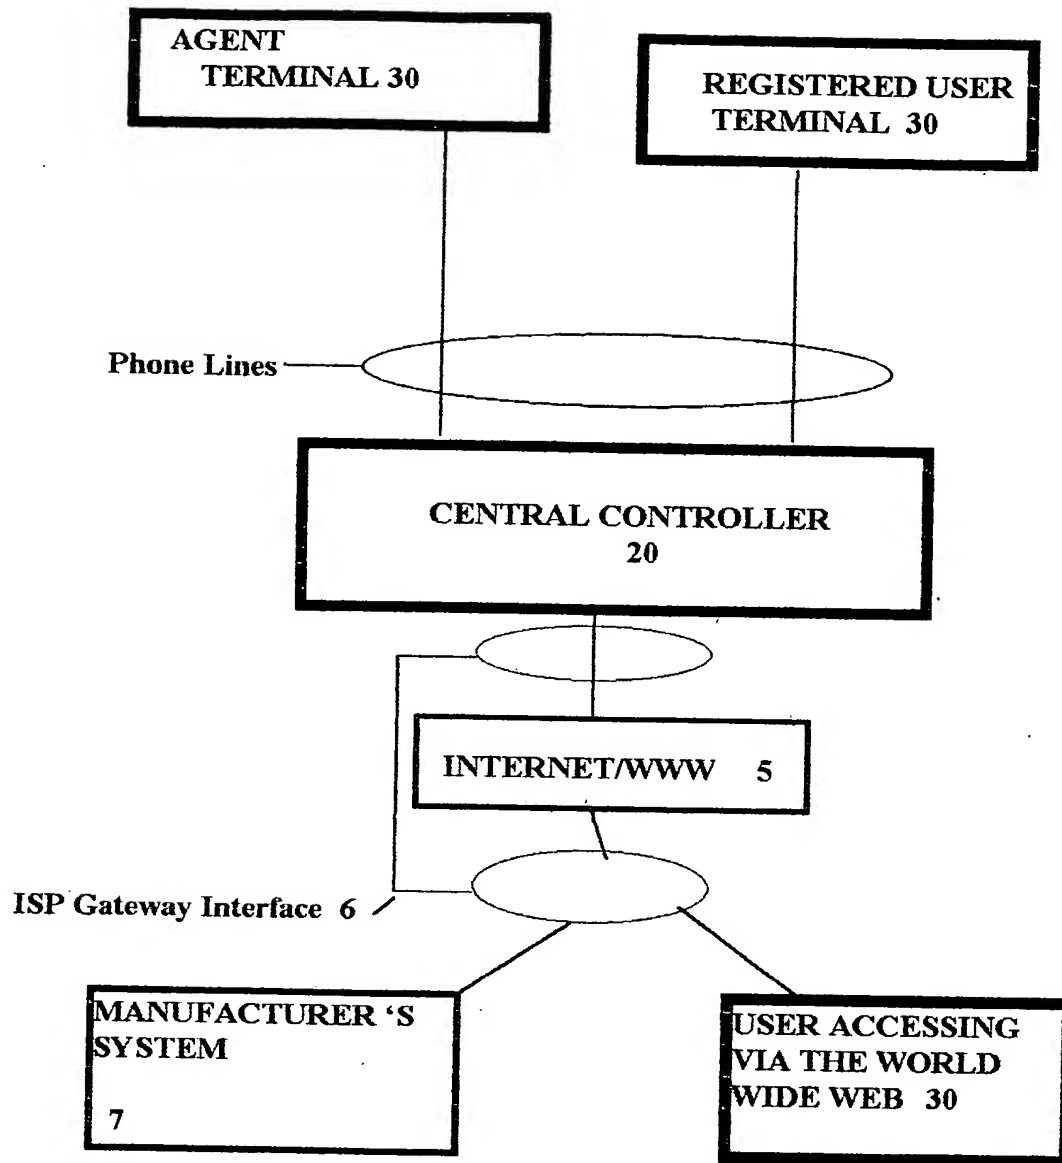 AGENT
TERMINAL 30
REGISTERED USER
TERMINAL 30
Phone Lines
CENTRAL CONTROLLER
20
INTERNET/WWW 5
ISP Gateway Interface 6
MANUFACTURER ‘S
SYSTEM
7
USER ACCESSING
VIA THE WORLD
WIDE WEB 30